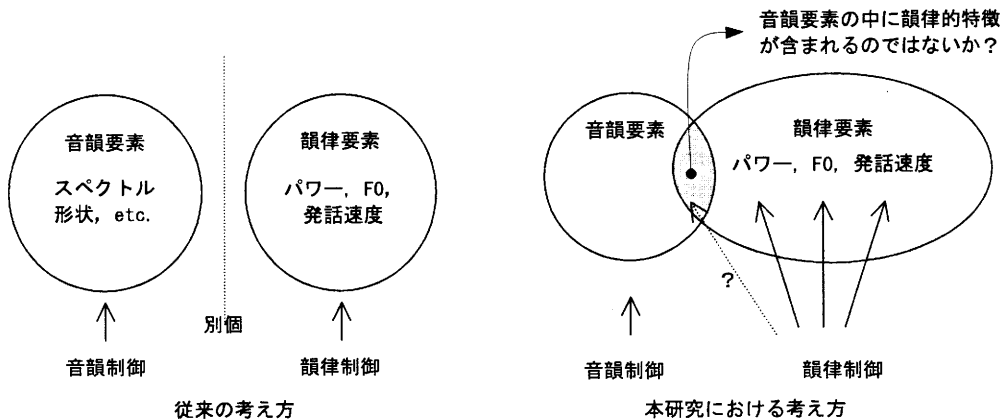 音韻要素
スペクトル
形状, etc.
韻律要素
パワー, F0,
発話速度
別個
音韻制御
韻律制御
従来の考え方
音韻要素の中に韻律的特徴
が含まれるのではないか？
音韻要素
韻律要素
パワー, F0, 発話速度
？
音韻制御
韻律制御
本研究における考え方